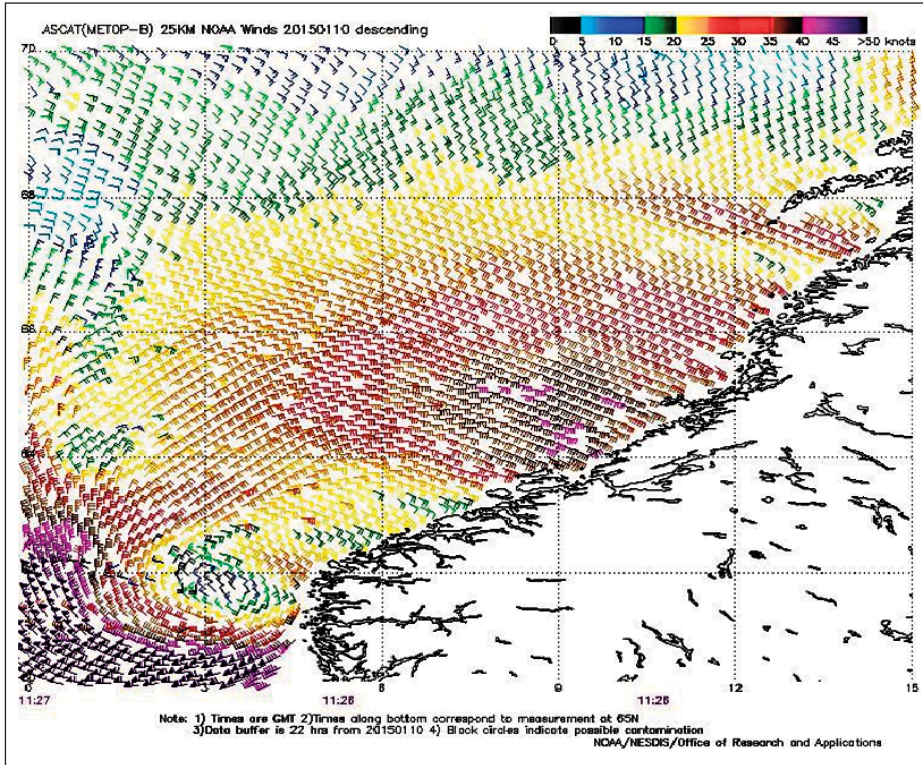 ASCAT(METOP-B) 25KM NOAA Winds 20150110 descending
0 5 10 15 20 25 30 35 40 45 >50 knots
70
68
66
64
0 3 6 9 12 15
11:27 11:26 11:26
Note: 1) Times are GMT 2)Times along bottom correspond to measurement at 65N
3)Data buffer is 22 hrs from 20150110 4) Black circles indicate possible contamination
NOAA/NESDIS/Office of Research and Applications